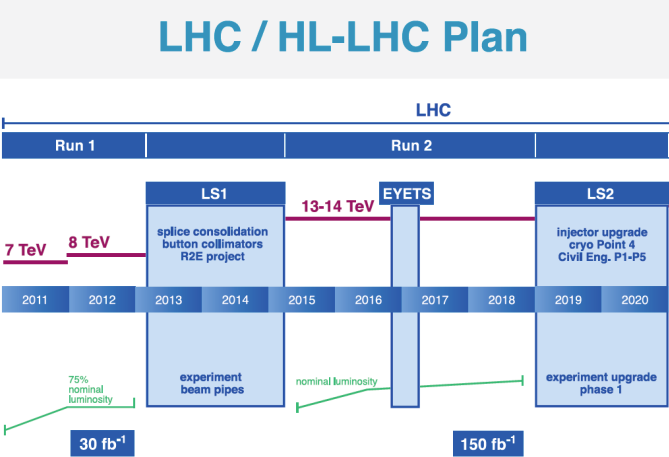 LHC / HL-LHC Plan
LHC
Run 1
Run 2
LS1
EYETS
LS2
13-14 TeV
splice consolidation
button collimators
R2E project
injector upgrade
cryo Point 4
Civil Eng. P1-P5
7 TeV
8 TeV
2011
2012
2013
2014
2015
2016
2017
2018
2019
2020
75%
nominal
luminosity
experiment
beam pipes
nominal luminosity
experiment upgrade
phase 1
30 fb⁻¹
150 fb⁻¹